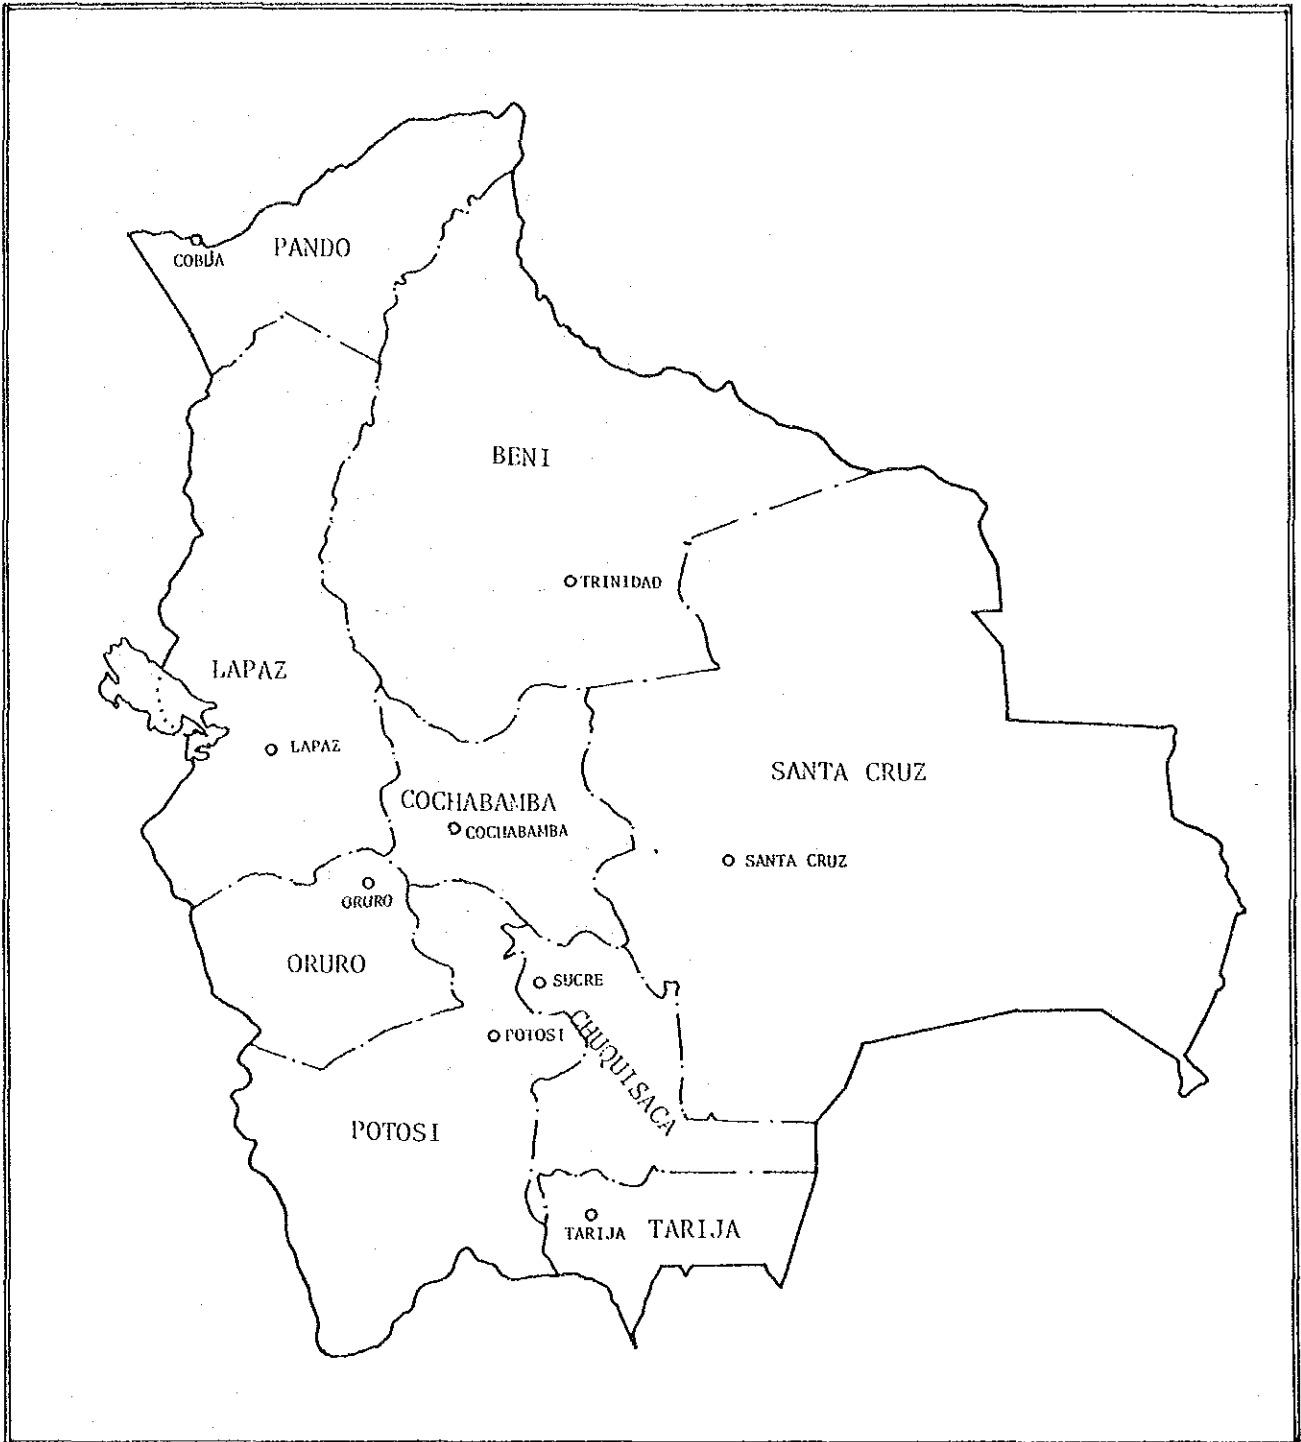 PANDO
COBIJA
BENI
TRINIDAD
LAPAZ
LAPAZ
SANTA CRUZ
COCHABAMBA
COCHABAMBA
SANTA CRUZ
ORURO
ORURO
SUCRE
POTOSI
CHUQUISACA
POTOSI
TARIJA
TARIJA